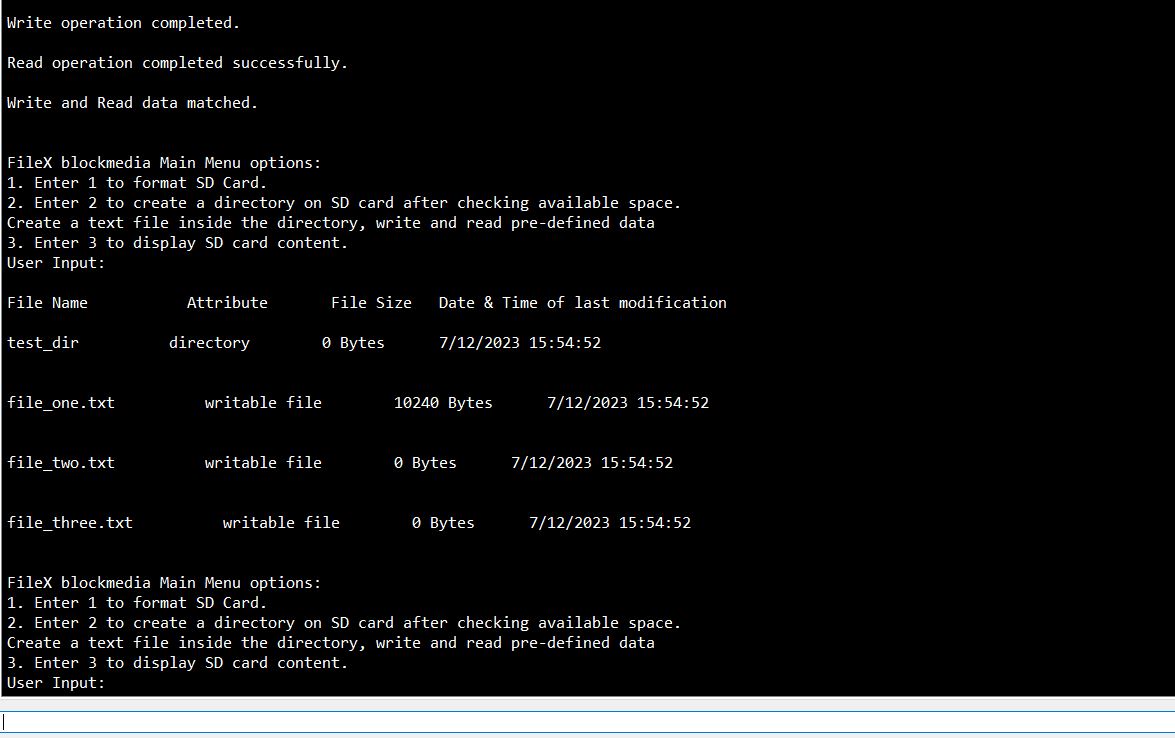 Write operation completed.
Read operation completed successfully.
Write and Read data matched.
FileX blockmedia Main Menu options:
1. Enter 1 to format SD Card.
2. Enter 2 to create a directory on SD card after checking available space.
Create a text file inside the directory, write and read pre-defined data
3. Enter 3 to display SD card content.
User Input:
File Name Attribute File Size Date & Time of last modification
test_dir directory 0 Bytes 7/12/2023 15:54:52
file_one.txt writable file 10240 Bytes 7/12/2023 15:54:52
file_two.txt writable file 0 Bytes 7/12/2023 15:54:52
file_three.txt writable file 0 Bytes 7/12/2023 15:54:52
FileX blockmedia Main Menu options:
1. Enter 1 to format SD Card.
2. Enter 2 to create a directory on SD card after checking available space.
Create a text file inside the directory, write and read pre-defined data
3. Enter 3 to display SD card content.
User Input: